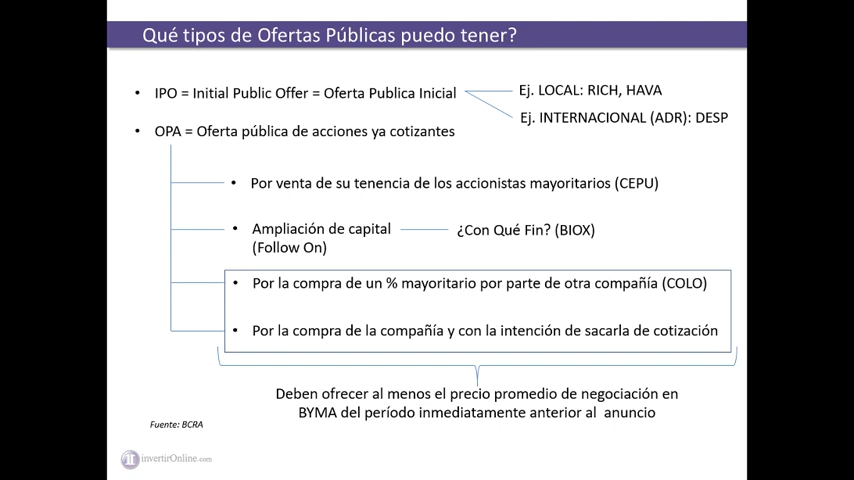 Qué tipos de Ofertas Públicas puedo tener?
• IPO = Initial Public Offer = Oferta Publica Inicial
Ej. LOCAL: RICH, HAVA
Ej. INTERNACIONAL (ADR): DESP
• OPA = Oferta pública de acciones ya cotizantes
• Por venta de su tenencia de los accionistas mayoritarios (CEPU)
• Ampliación de capital
(Follow On)
¿Con Qué Fin? (BIOX)
• Por la compra de un % mayoritario por parte de otra compañía (COLO)
• Por la compra de la compañía y con la intención de sacarla de cotización
Deben ofrecer al menos el precio promedio de negociación en
BYMA del período inmediatamente anterior al anuncio
Fuente: BCRA
invertirOnline.com